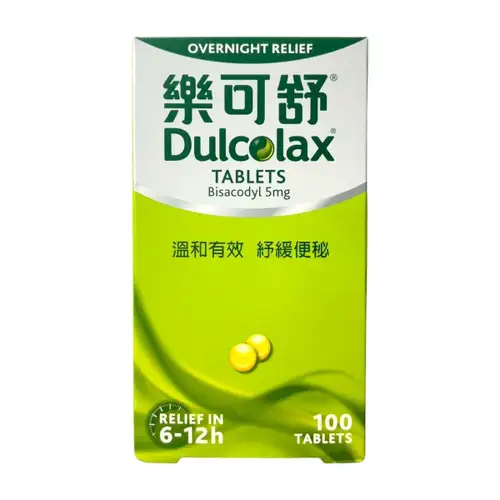 OVERNIGHT RELIEF
樂可舒®
Dulcolax®
TABLETS
Bisacodyl 5mg
溫和有效 紓緩便秘
RELIEF IN
6-12h
100
TABLETS